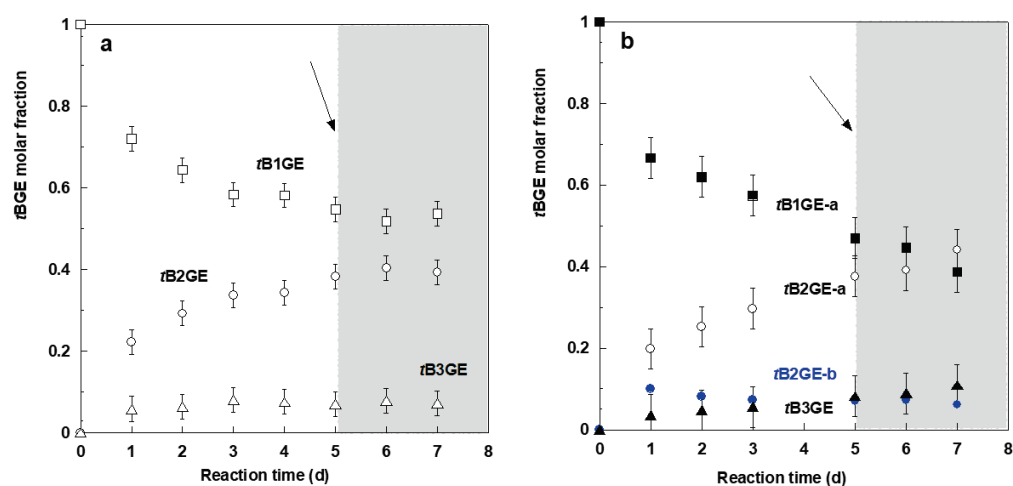 a
1
0.8
0.6
0.4
0.2
0
tBGE molar fraction
tB1GE
tB2GE
tB3GE
0 1 2 3 4 5 6 7 8
Reaction time (d)
b
1
0.8
0.6
0.4
0.2
0
tBGE molar fraction
tB1GE-a
tB2GE-a
tB2GE-b
tB3GE
0 1 2 3 4 5 6 7 8
Reaction time (d)